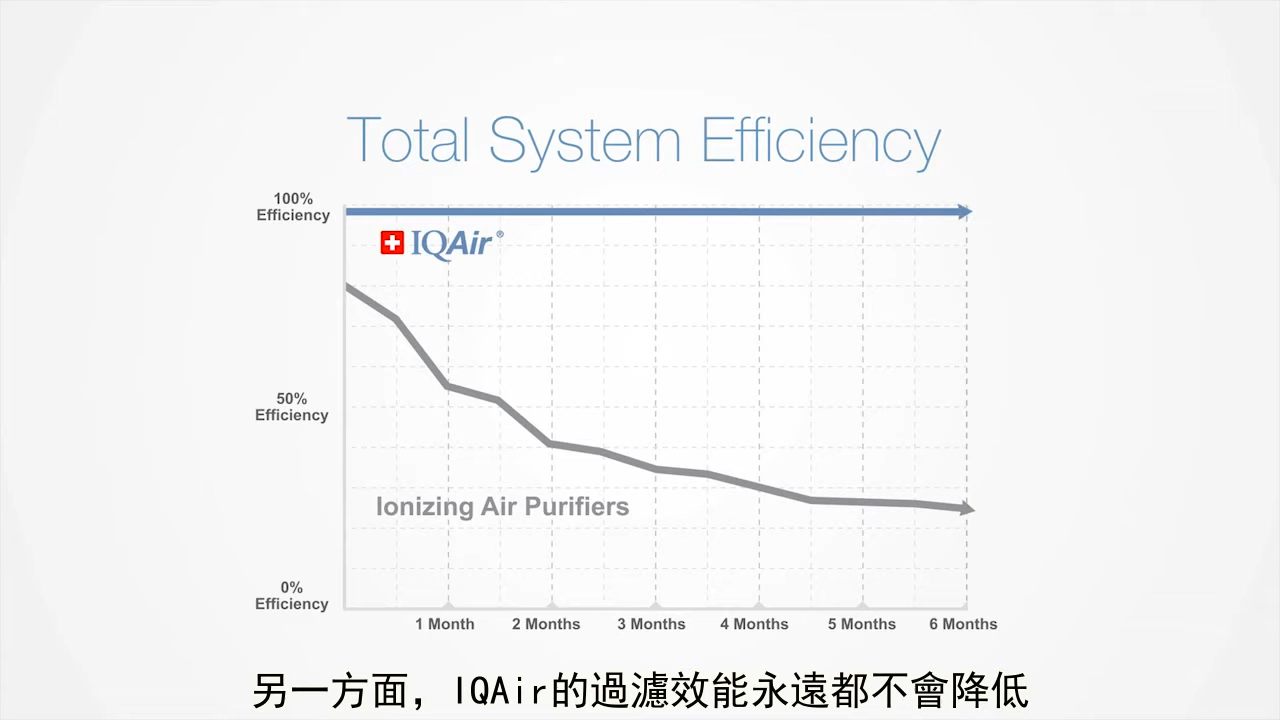 Total System Efficiency
100%
Efficiency
IQAir®
50%
Efficiency
Ionizing Air Purifiers
0%
Efficiency
1 Month 2 Months 3 Months 4 Months 5 Months 6 Months
另一方面，IQAir的過濾效能永遠都不會降低